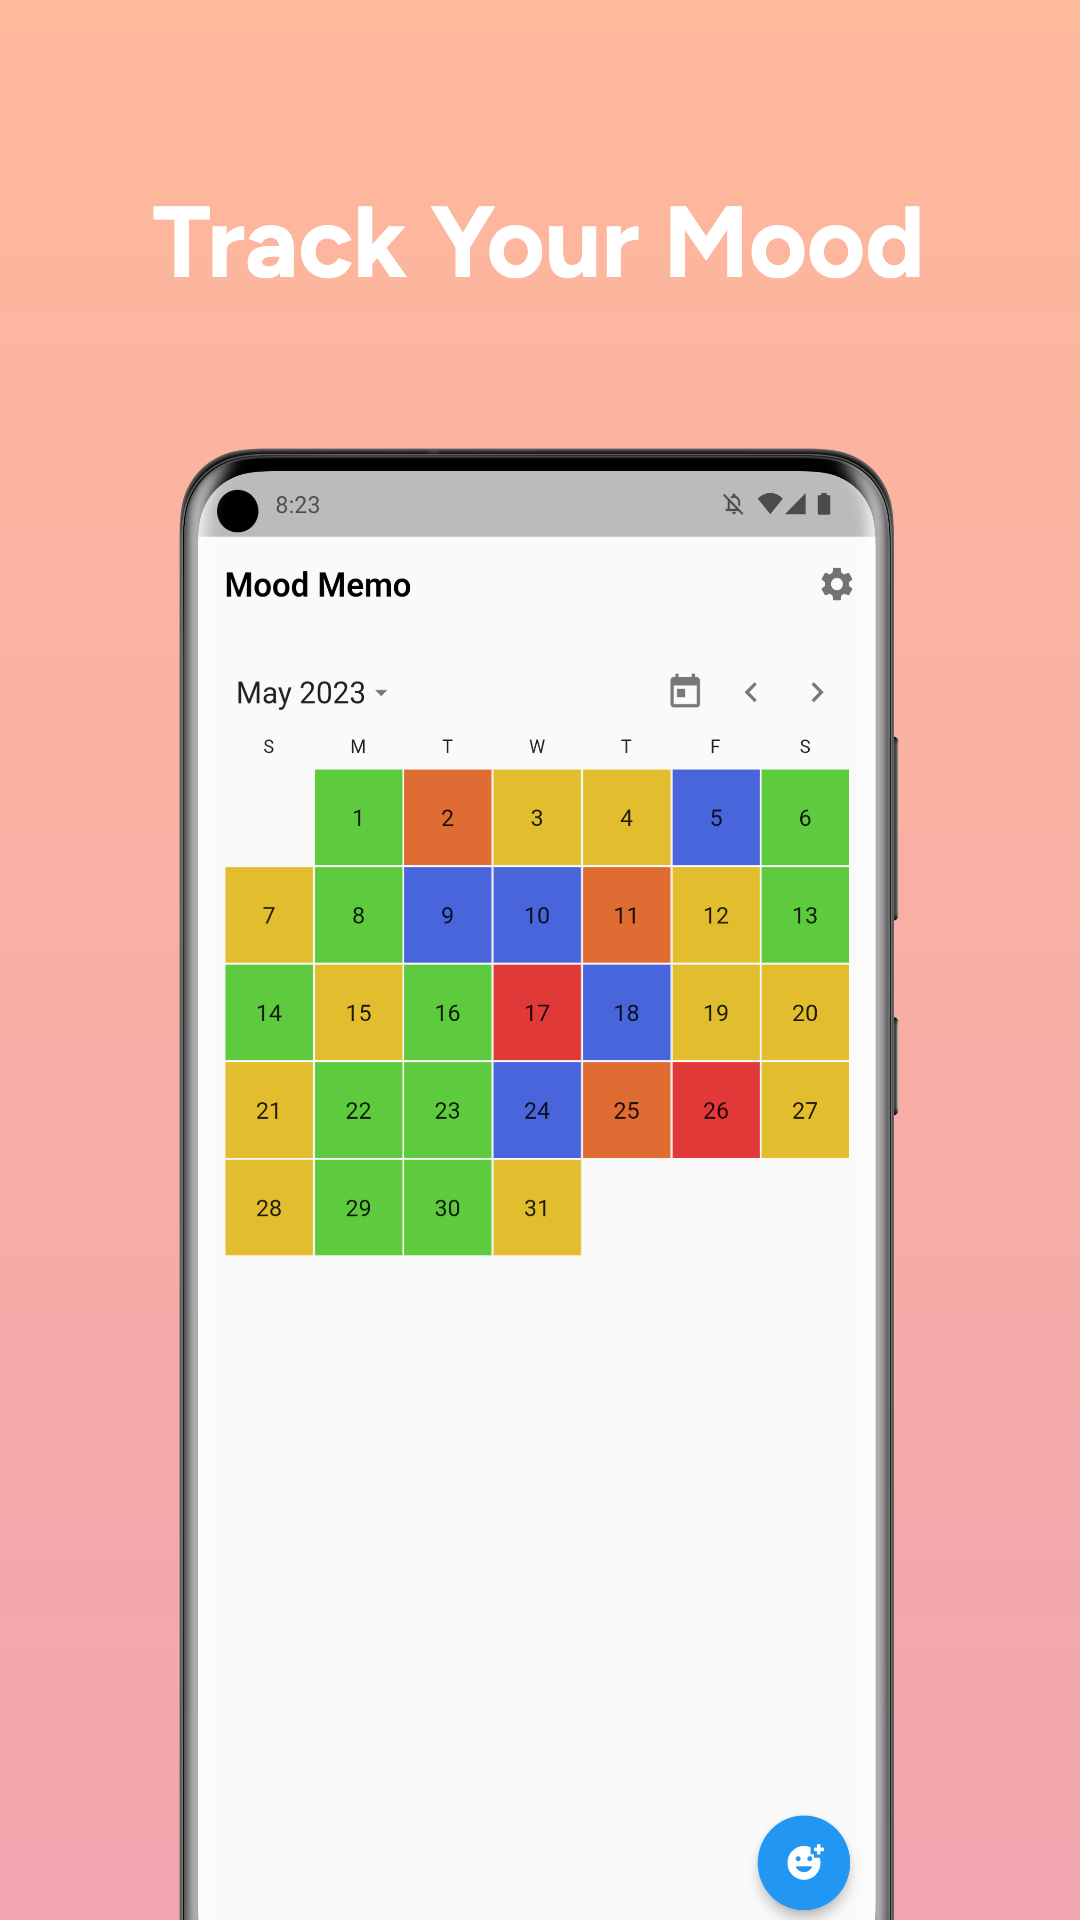 Track Your Mood
8:23
Mood Memo
May 2023
S M T W T F S
1 2 3 4 5 6
7 8 9 10 11 12 13
14 15 16 17 18 19 20
21 22 23 24 25 26 27
28 29 30 31